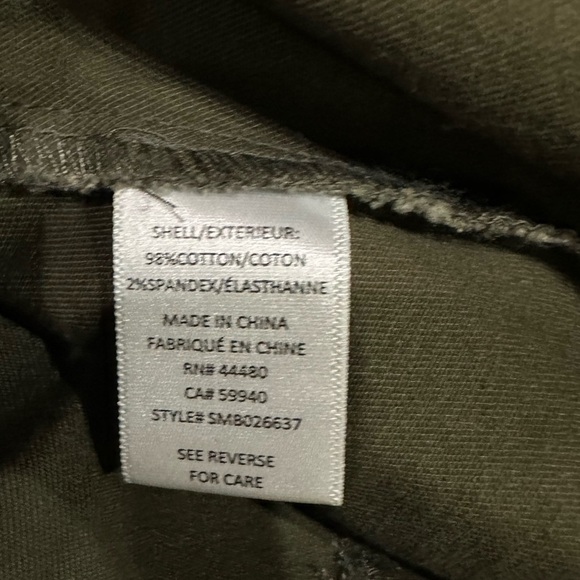 SHELL/EXTERIEUR:
98%COTTON/COTON
2%SPANDEX/ÉLASTHANNE
MADE IN CHINA
FABRIQUÉ EN CHINE
RN# 44480
CA# 59940
STYLE# SMB026637
SEE REVERSE
FOR CARE